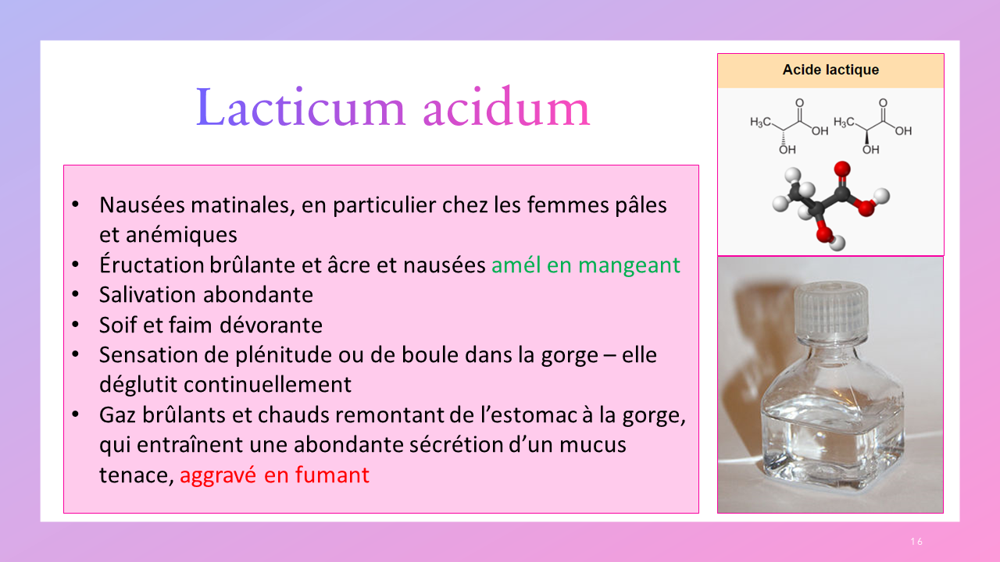 Lacticum acidum
• Nausées matinales, en particulier chez les femmes pâles
et anémiques
• Éructation brûlante et âcre et nausées amél en mangeant
• Salivation abondante
• Soif et faim dévorante
• Sensation de plénitude ou de boule dans la gorge – elle
déglutit continuellement
• Gaz brûlants et chauds remontant de l’estomac à la gorge,
qui entraînent une abondante sécrétion d’un mucus
tenace, aggravé en fumant
Acide lactique
H₃C O OH OH
H₃C O OH OH
16